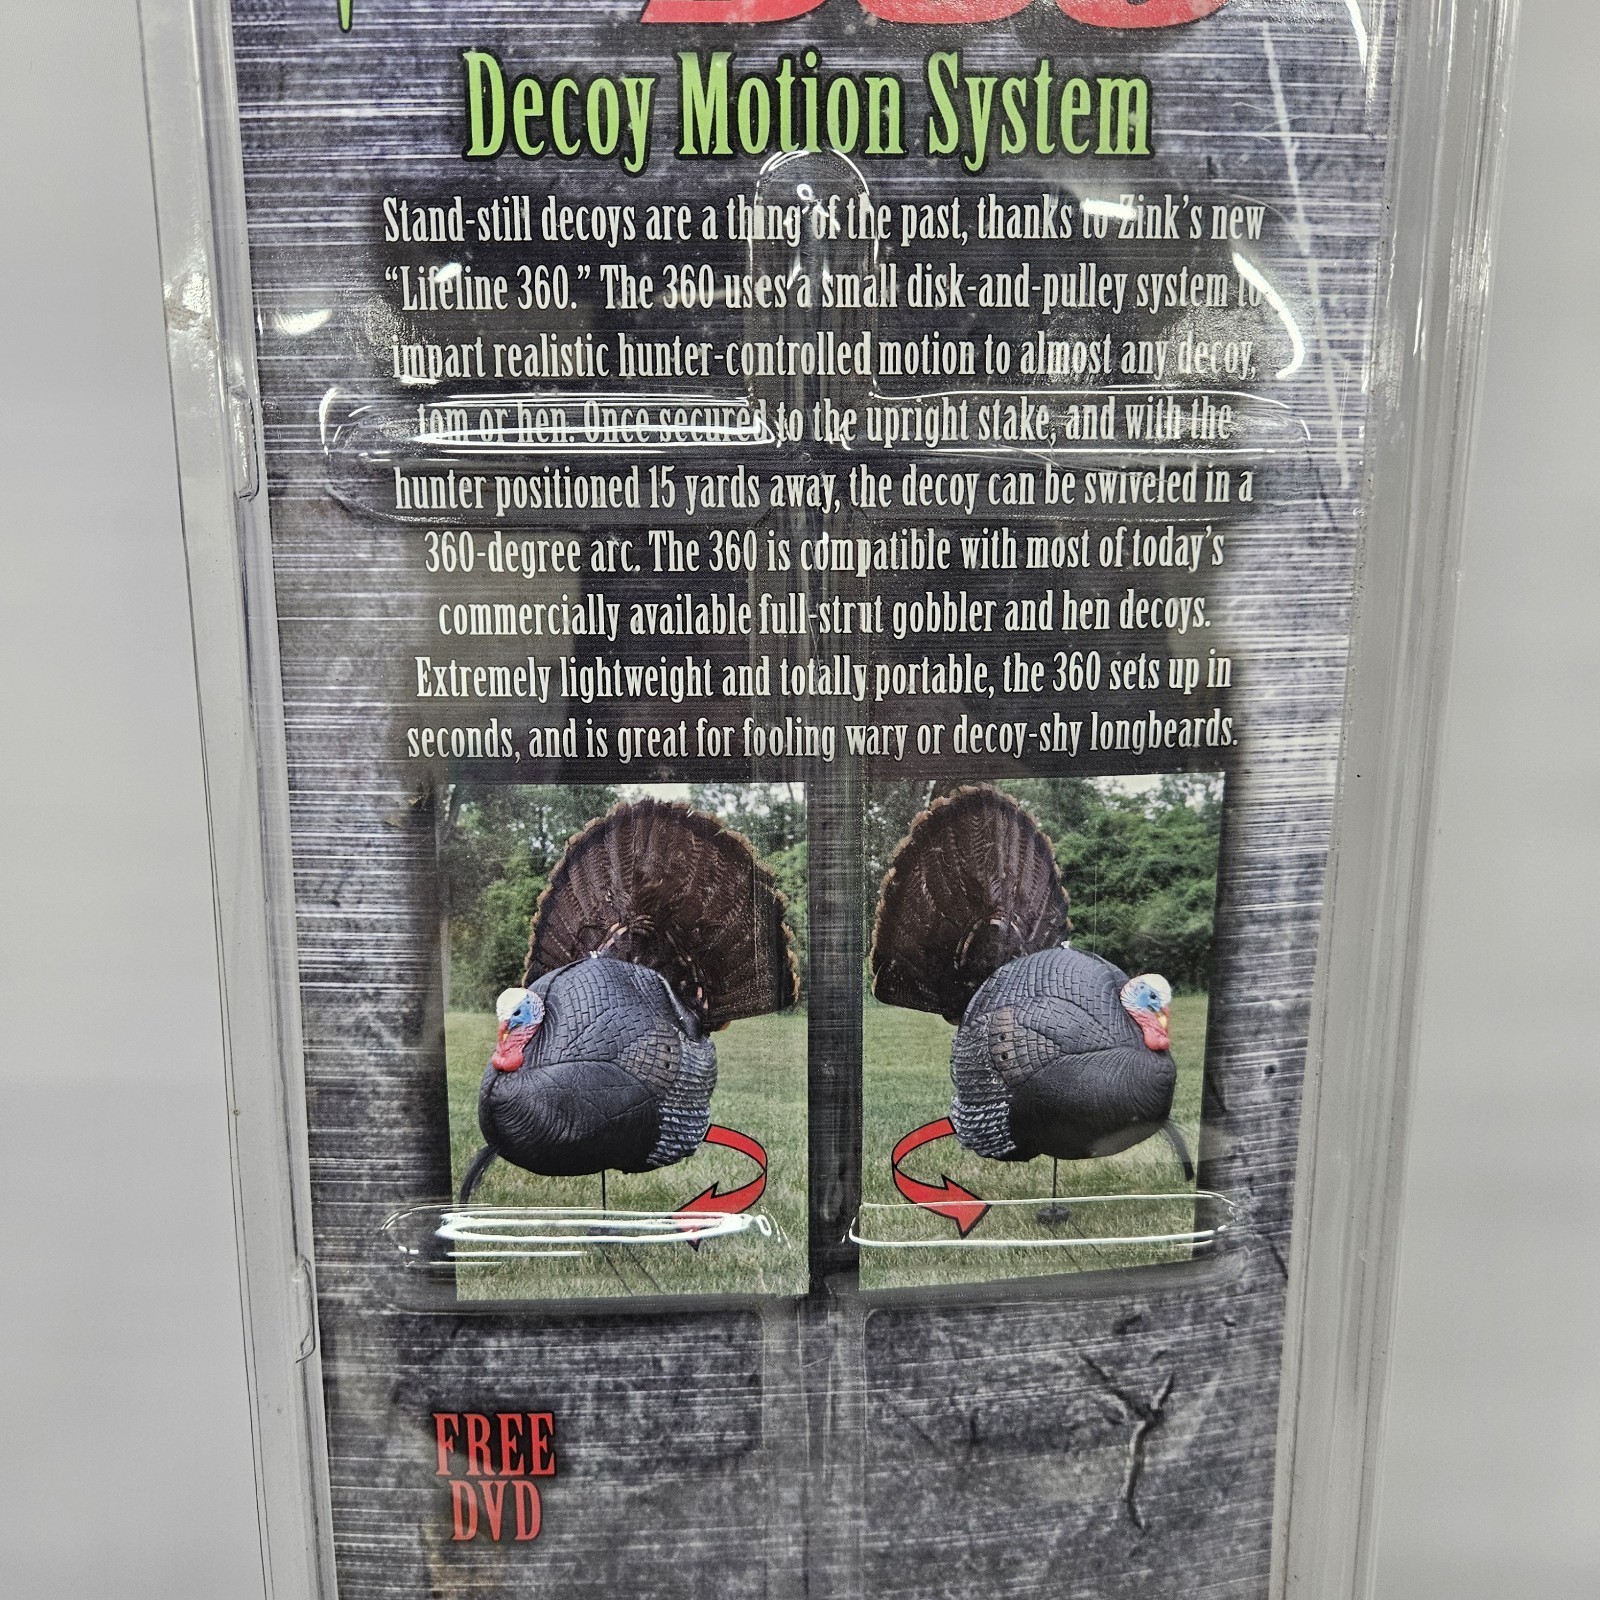 360
Decoy Motion System
Stand-still decoys are a thing of the past, thanks to Zink's new
“Lifeline 360.” The 360 uses a small disk-and-pulley system to
impart realistic hunter-controlled motion to almost any decoy,
tom or hen. Once secured to the upright stake, and with the
hunter positioned 15 yards away, the decoy can be swiveled in a
360-degree arc. The 360 is compatible with most of today's
commercially available full-strut gobbler and hen decoys.
Extremely lightweight and totally portable, the 360 sets up in
seconds, and is great for fooling wary or decoy-shy longbeards.
FREE
DVD